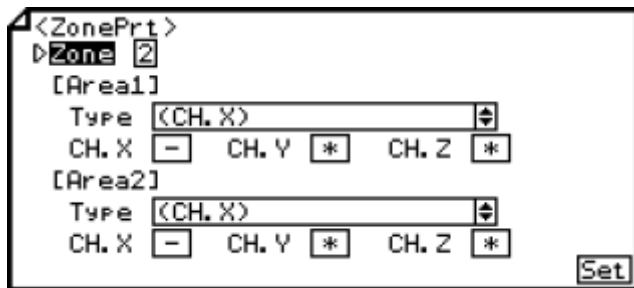 <ZonePrt>
Zone 2
[Area1]
Type (CH.X)
CH.X - CH.Y * CH.Z *
[Area2]
Type (CH.X)
CH.X - CH.Y * CH.Z *
Set